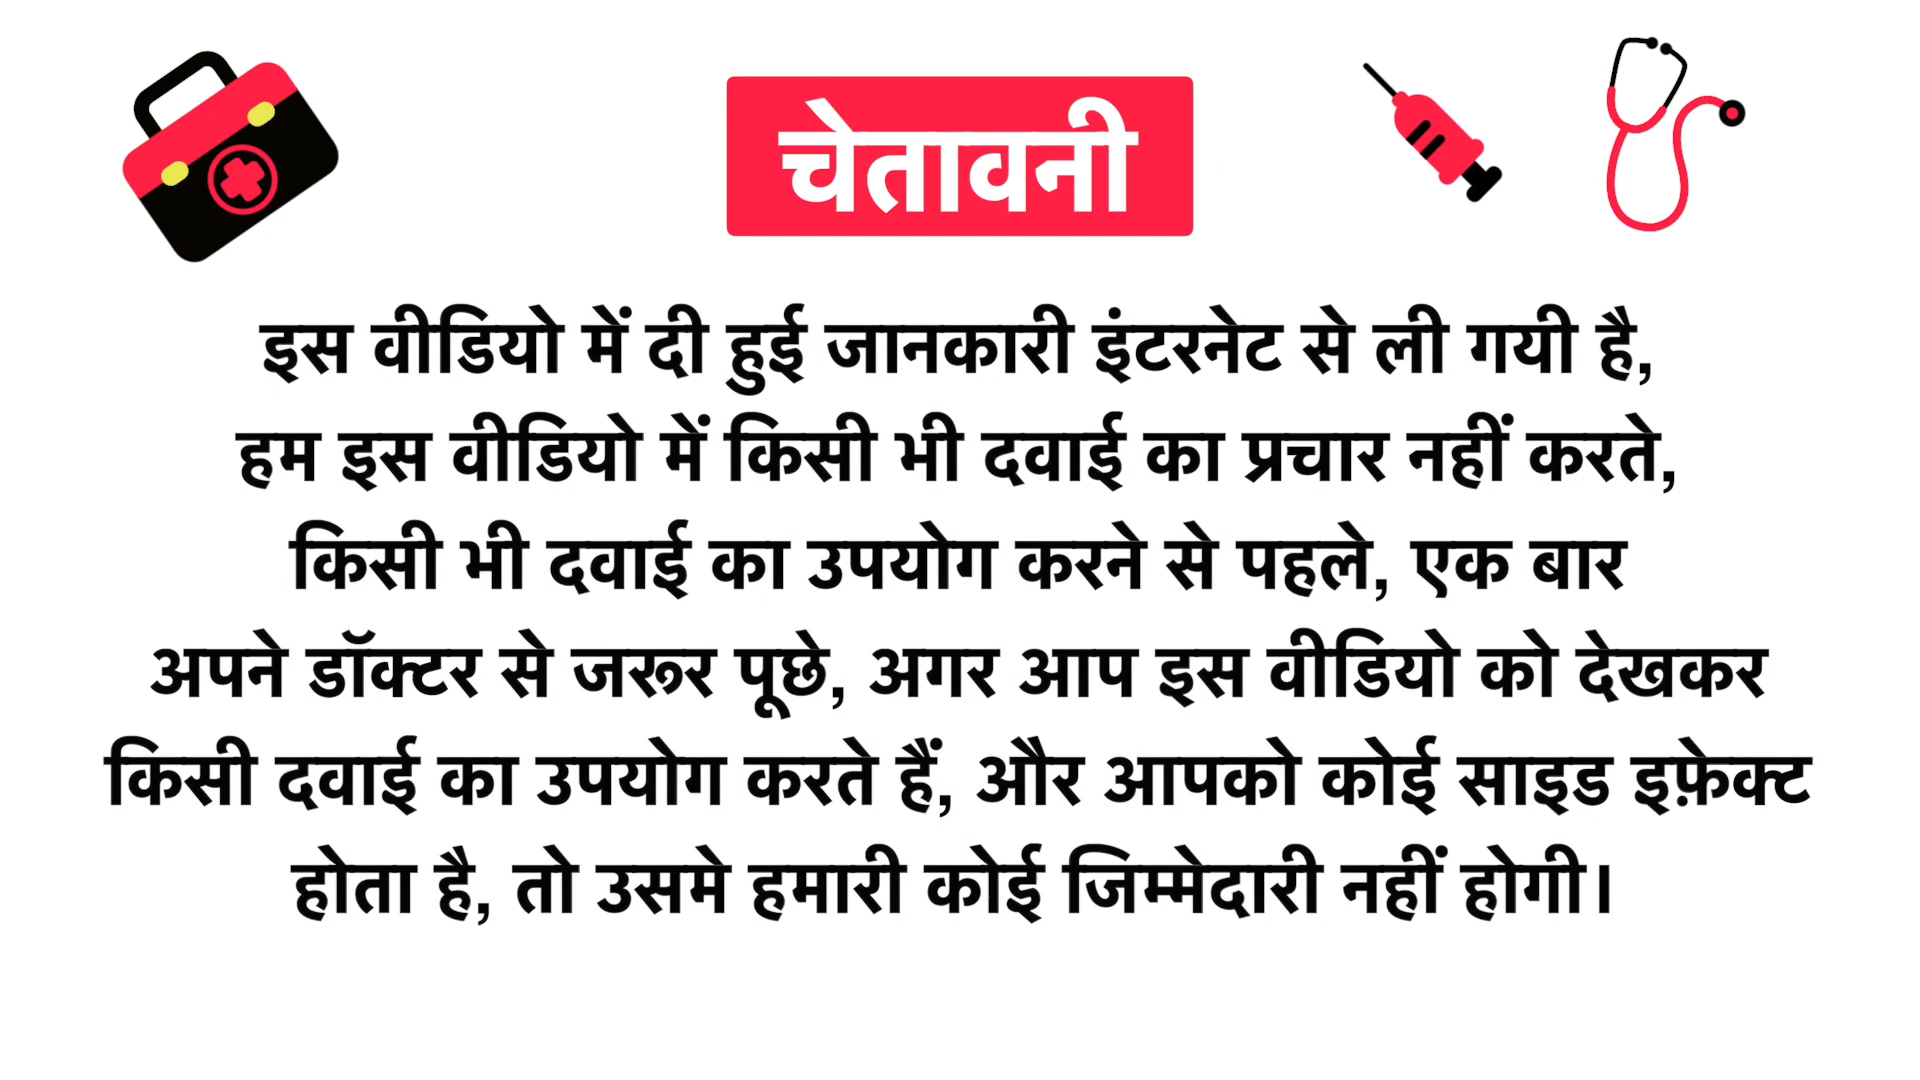 चेतावनी
इस वीडियो में दी हुई जानकारी इंटरनेट से ली गयी है,
हम इस वीडियो में किसी भी दवाई का प्रचार नहीं करते,
किसी भी दवाई का उपयोग करने से पहले, एक बार
अपने डॉक्टर से जरूर पूछे, अगर आप इस वीडियो को देखकर
किसी दवाई का उपयोग करते हैं, और आपको कोई साइड इफ़ेक्ट
होता है, तो उसमे हमारी कोई जिम्मेदारी नहीं होगी।